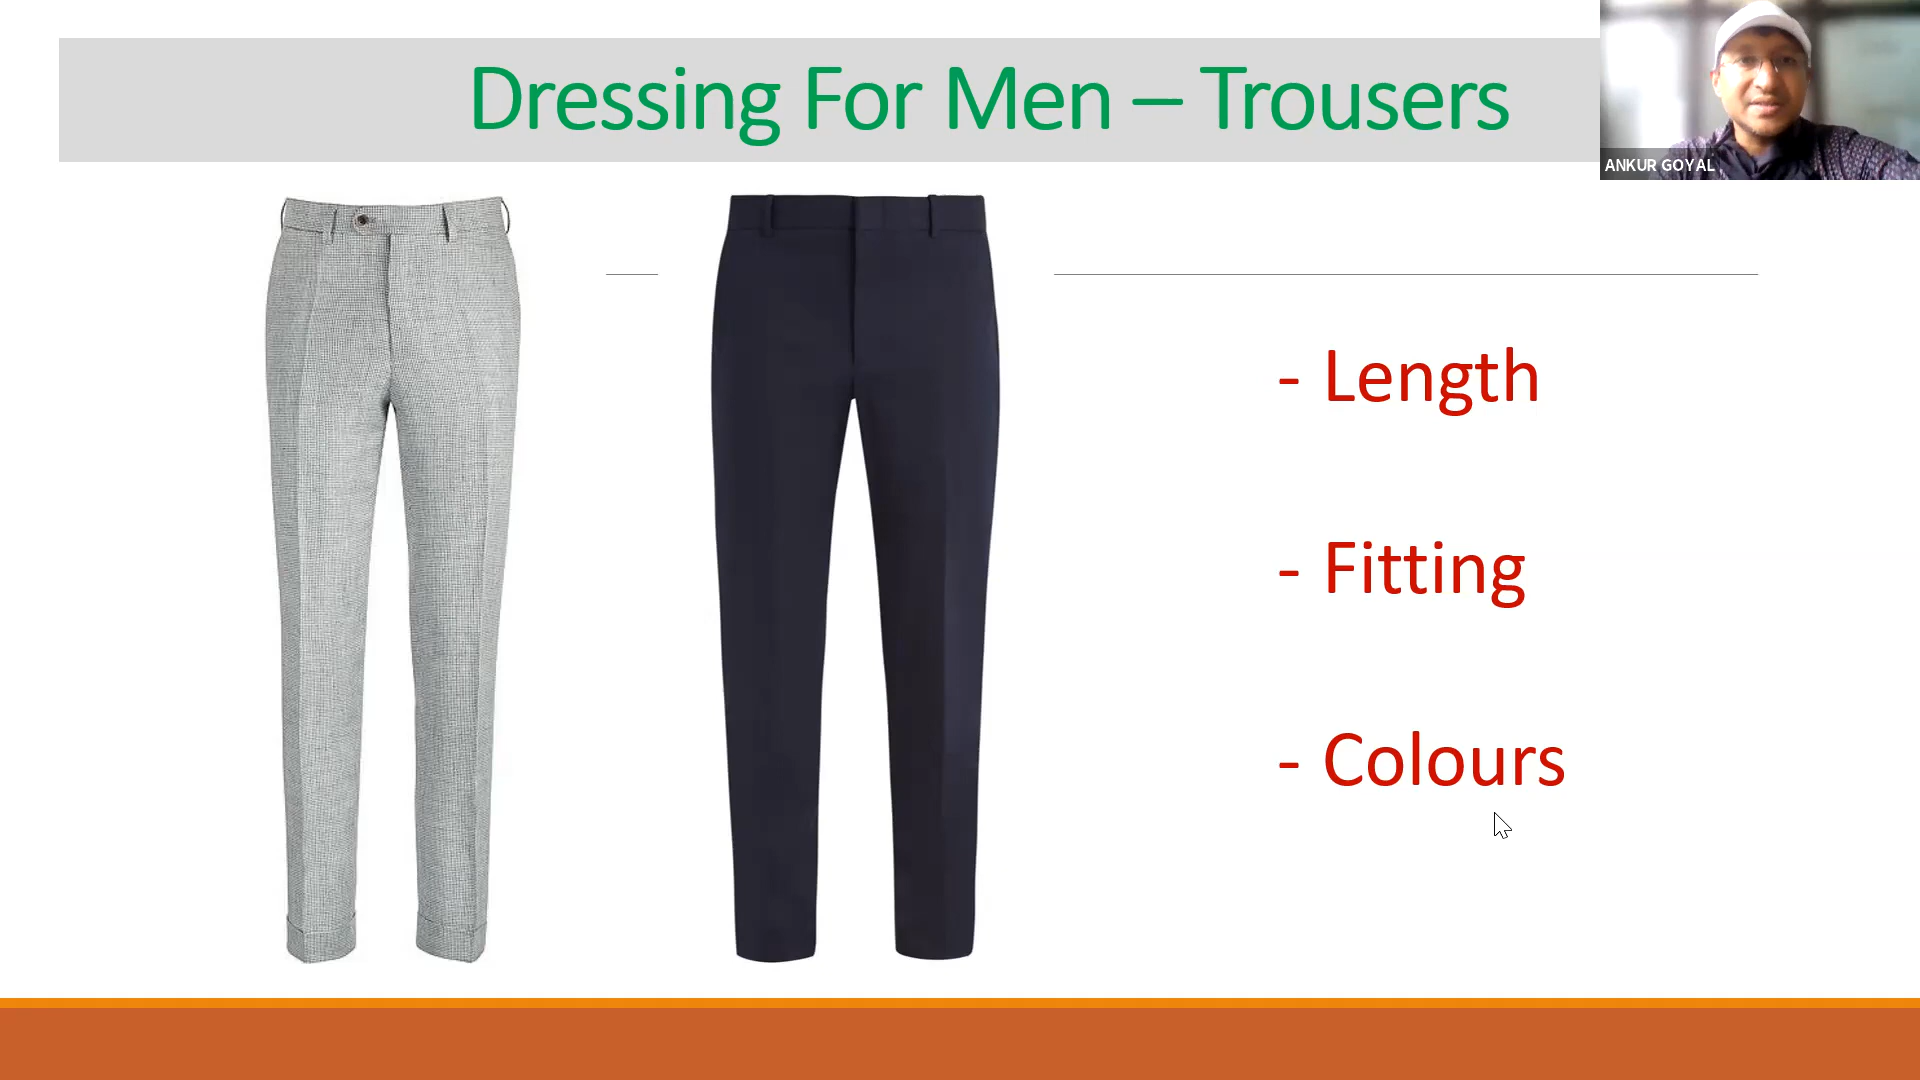 Dressing For Men – Trousers
ANKUR GOYAL
- Length
- Fitting
- Colours